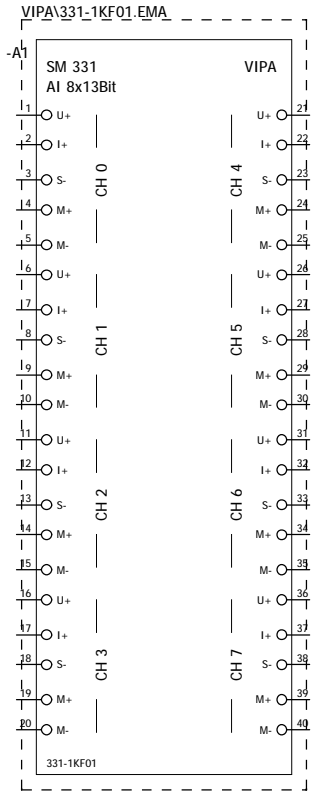 VIPA\331-1KF01.EMA
-A1
SM 331 VIPA
AI 8x13Bit
1 U+ U+ 21
2 I+ I+ 22
CH 0 CH 4
3 S- S- 23
4 M+ M+ 24
5 M- M- 25
6 U+ U+ 26
7 I+ I+ 27
CH 1 CH 5
8 S- S- 28
9 M+ M+ 29
10 M- M- 30
11 U+ U+ 31
12 I+ I+ 32
CH 2 CH 6
13 S- S- 33
14 M+ M+ 34
15 M- M- 35
16 U+ U+ 36
17 I+ I+ 37
CH 3 CH 7
18 S- S- 38
19 M+ M+ 39
20 M- M- 40
331-1KF01